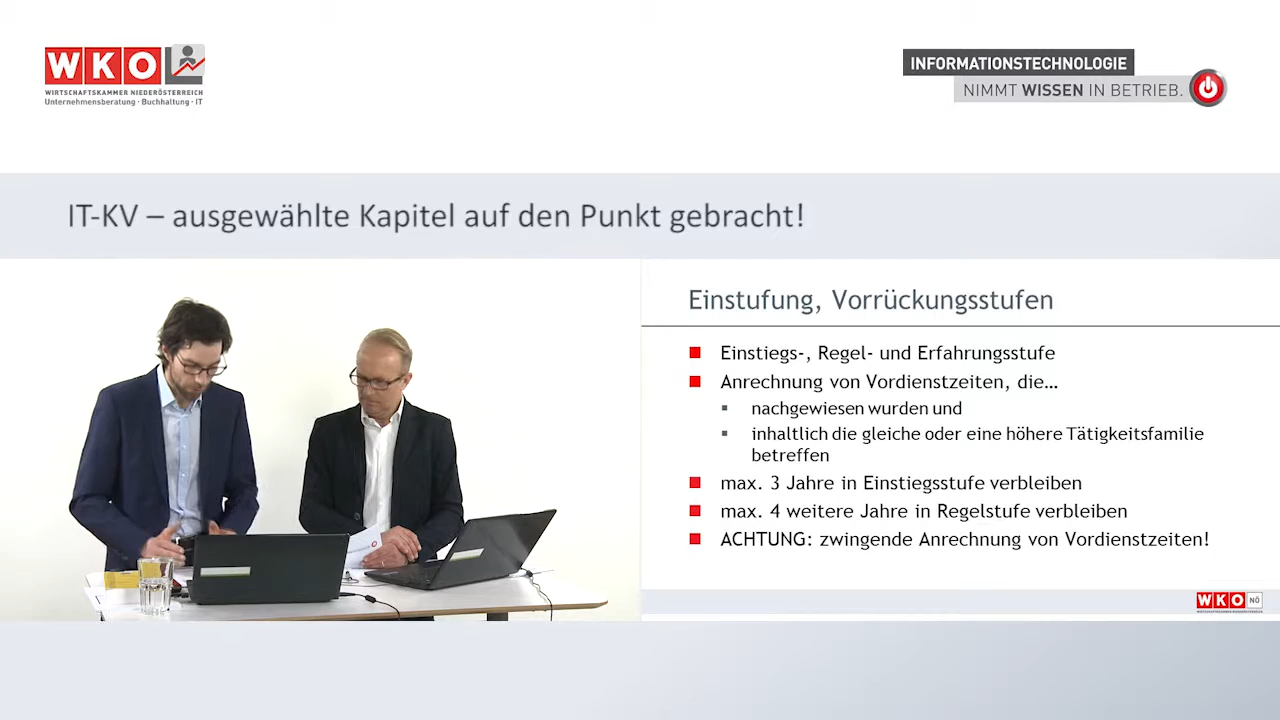 WKO
WIRTSCHAFTSKAMMER NIEDERÖSTERREICH
Unternehmensberatung · Buchhaltung · IT
INFORMATIONSTECHNOLOGIE
NIMMT WISSEN IN BETRIEB.
IT-KV – ausgewählte Kapitel auf den Punkt gebracht!
Einstufung, Vorrückungsstufen
Einstiegs-, Regel- und Erfahrungsstufe
Anrechnung von Vordienstzeiten, die…
nachgewiesen wurden und
inhaltlich die gleiche oder eine höhere Tätigkeitsfamilie
betreffen
max. 3 Jahre in Einstiegsstufe verbleiben
max. 4 weitere Jahre in Regelstufe verbleiben
ACHTUNG: zwingende Anrechnung von Vordienstzeiten!
WKO NÖ
WIRTSCHAFTSKAMMER NIEDERÖSTERREICH